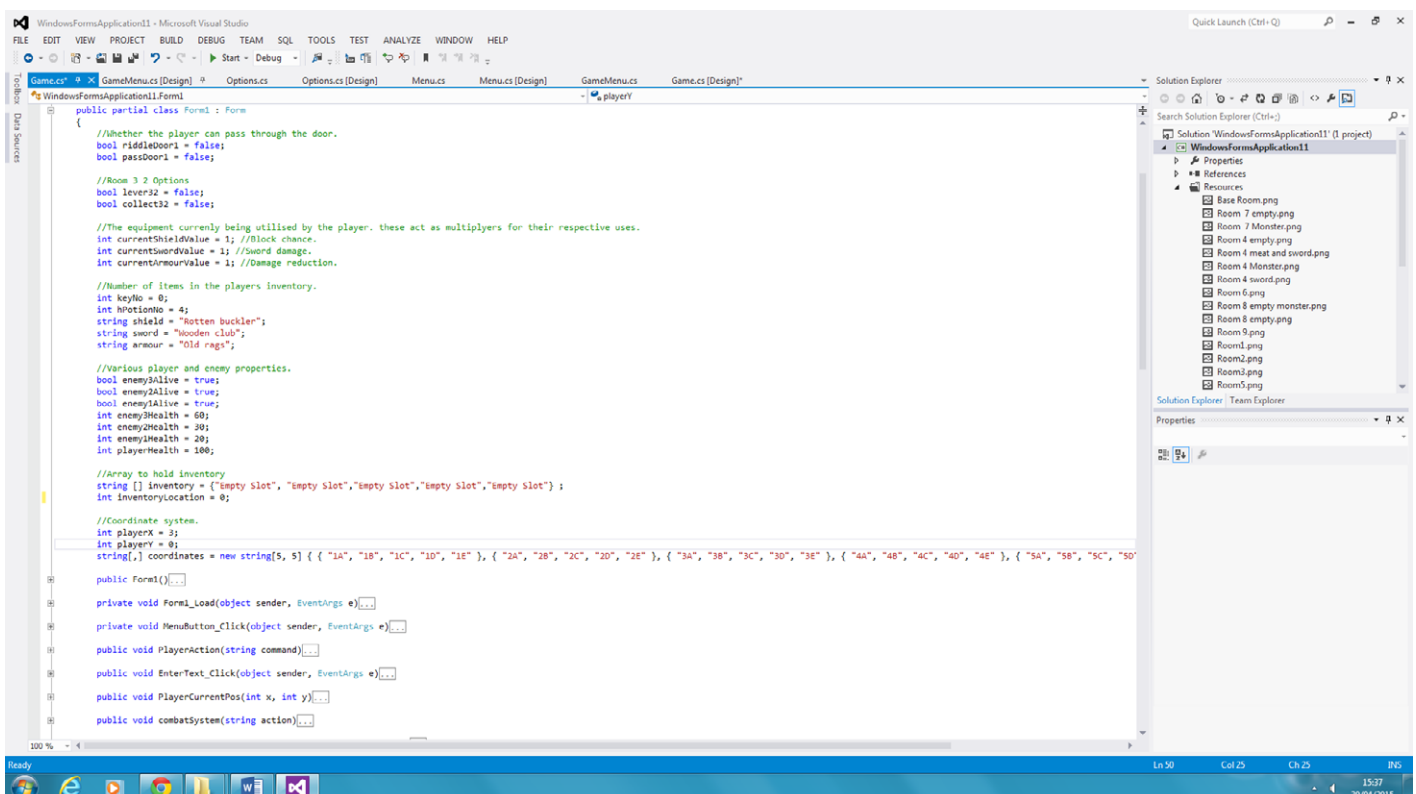 WindowsFormsApplication11 - Microsoft Visual Studio
Quick Launch (Ctrl+Q)
FILE EDIT VIEW PROJECT BUILD DEBUG TEAM SQL TOOLS TEST ANALYZE WINDOW HELP
Start - Debug
Toolbox
Data Sources
Game.cs* GameMenu.cs [Design] Options.cs Options.cs [Design] Menu.cs Menu.cs [Design] GameMenu.cs Game.cs [Design]*
WindowsFormsApplication11.Form1
playerY
public partial class Form1 : Form
{
//Whether the player can pass through the door.
bool riddleDoor1 = false;
bool passDoor1 = false;
//Room 3 2 Options
bool lever32 = false;
bool collect32 = false;
//The equipment currenly being utilised by the player. these act as multiplyers for their respective uses.
int currentShieldValue = 1; //Block chance.
int currentSwordValue = 1; //Sword damage.
int currentArmourValue = 1; //Damage reduction.
//Number of items in the players inventory.
int keyNo = 0;
int hPotionNo = 4;
string shield = "Rotten buckler";
string sword = "Wooden club";
string armour = "Old rags";
//Various player and enemy properties.
bool enemy3Alive = true;
bool enemy2Alive = true;
bool enemy1Alive = true;
int enemy3Health = 60;
int enemy2Health = 30;
int enemy1Health = 20;
int playerHealth = 100;
//Array to hold inventory
string [] inventory = {"Empty Slot", "Empty Slot","Empty Slot","Empty Slot","Empty Slot"} ;
int inventoryLocation = 0;
//Coordinate system.
int playerX = 3;
int playerY = 0;
string[,] coordinates = new string[5, 5] { { "1A", "1B", "1C", "1D", "1E" }, { "2A", "2B", "2C", "2D", "2E" }, { "3A", "3B", "3C", "3D", "3E" }, { "4A", "4B", "4C", "4D", "4E" }, { "5A", "5B", "5C", "5D"
public Form1()...
private void Form1_Load(object sender, EventArgs e)...
private void MenuButton_Click(object sender, EventArgs e)...
public void PlayerAction(string command)...
public void EnterText_Click(object sender, EventArgs e)...
public void PlayerCurrentPos(int x, int y)...
public void combatSystem(string action)...
100 %
Solution Explorer
Search Solution Explorer (Ctrl+;)
Solution 'WindowsFormsApplication11' (1 project)
WindowsFormsApplication11
Properties
References
Resources
Base Room.png
Room 7 empty.png
Room 7 Monster.png
Room 4 empty.png
Room 4 meat and sword.png
Room 4 Monster.png
Room 4 sword.png
Room 6.png
Room 8 empty monster.png
Room 8 empty.png
Room 9.png
Room1.png
Room2.png
Room3.png
Room5.png
Solution Explorer Team Explorer
Properties
Ready
Ln 50 Col 25 Ch 25 INS
15:37